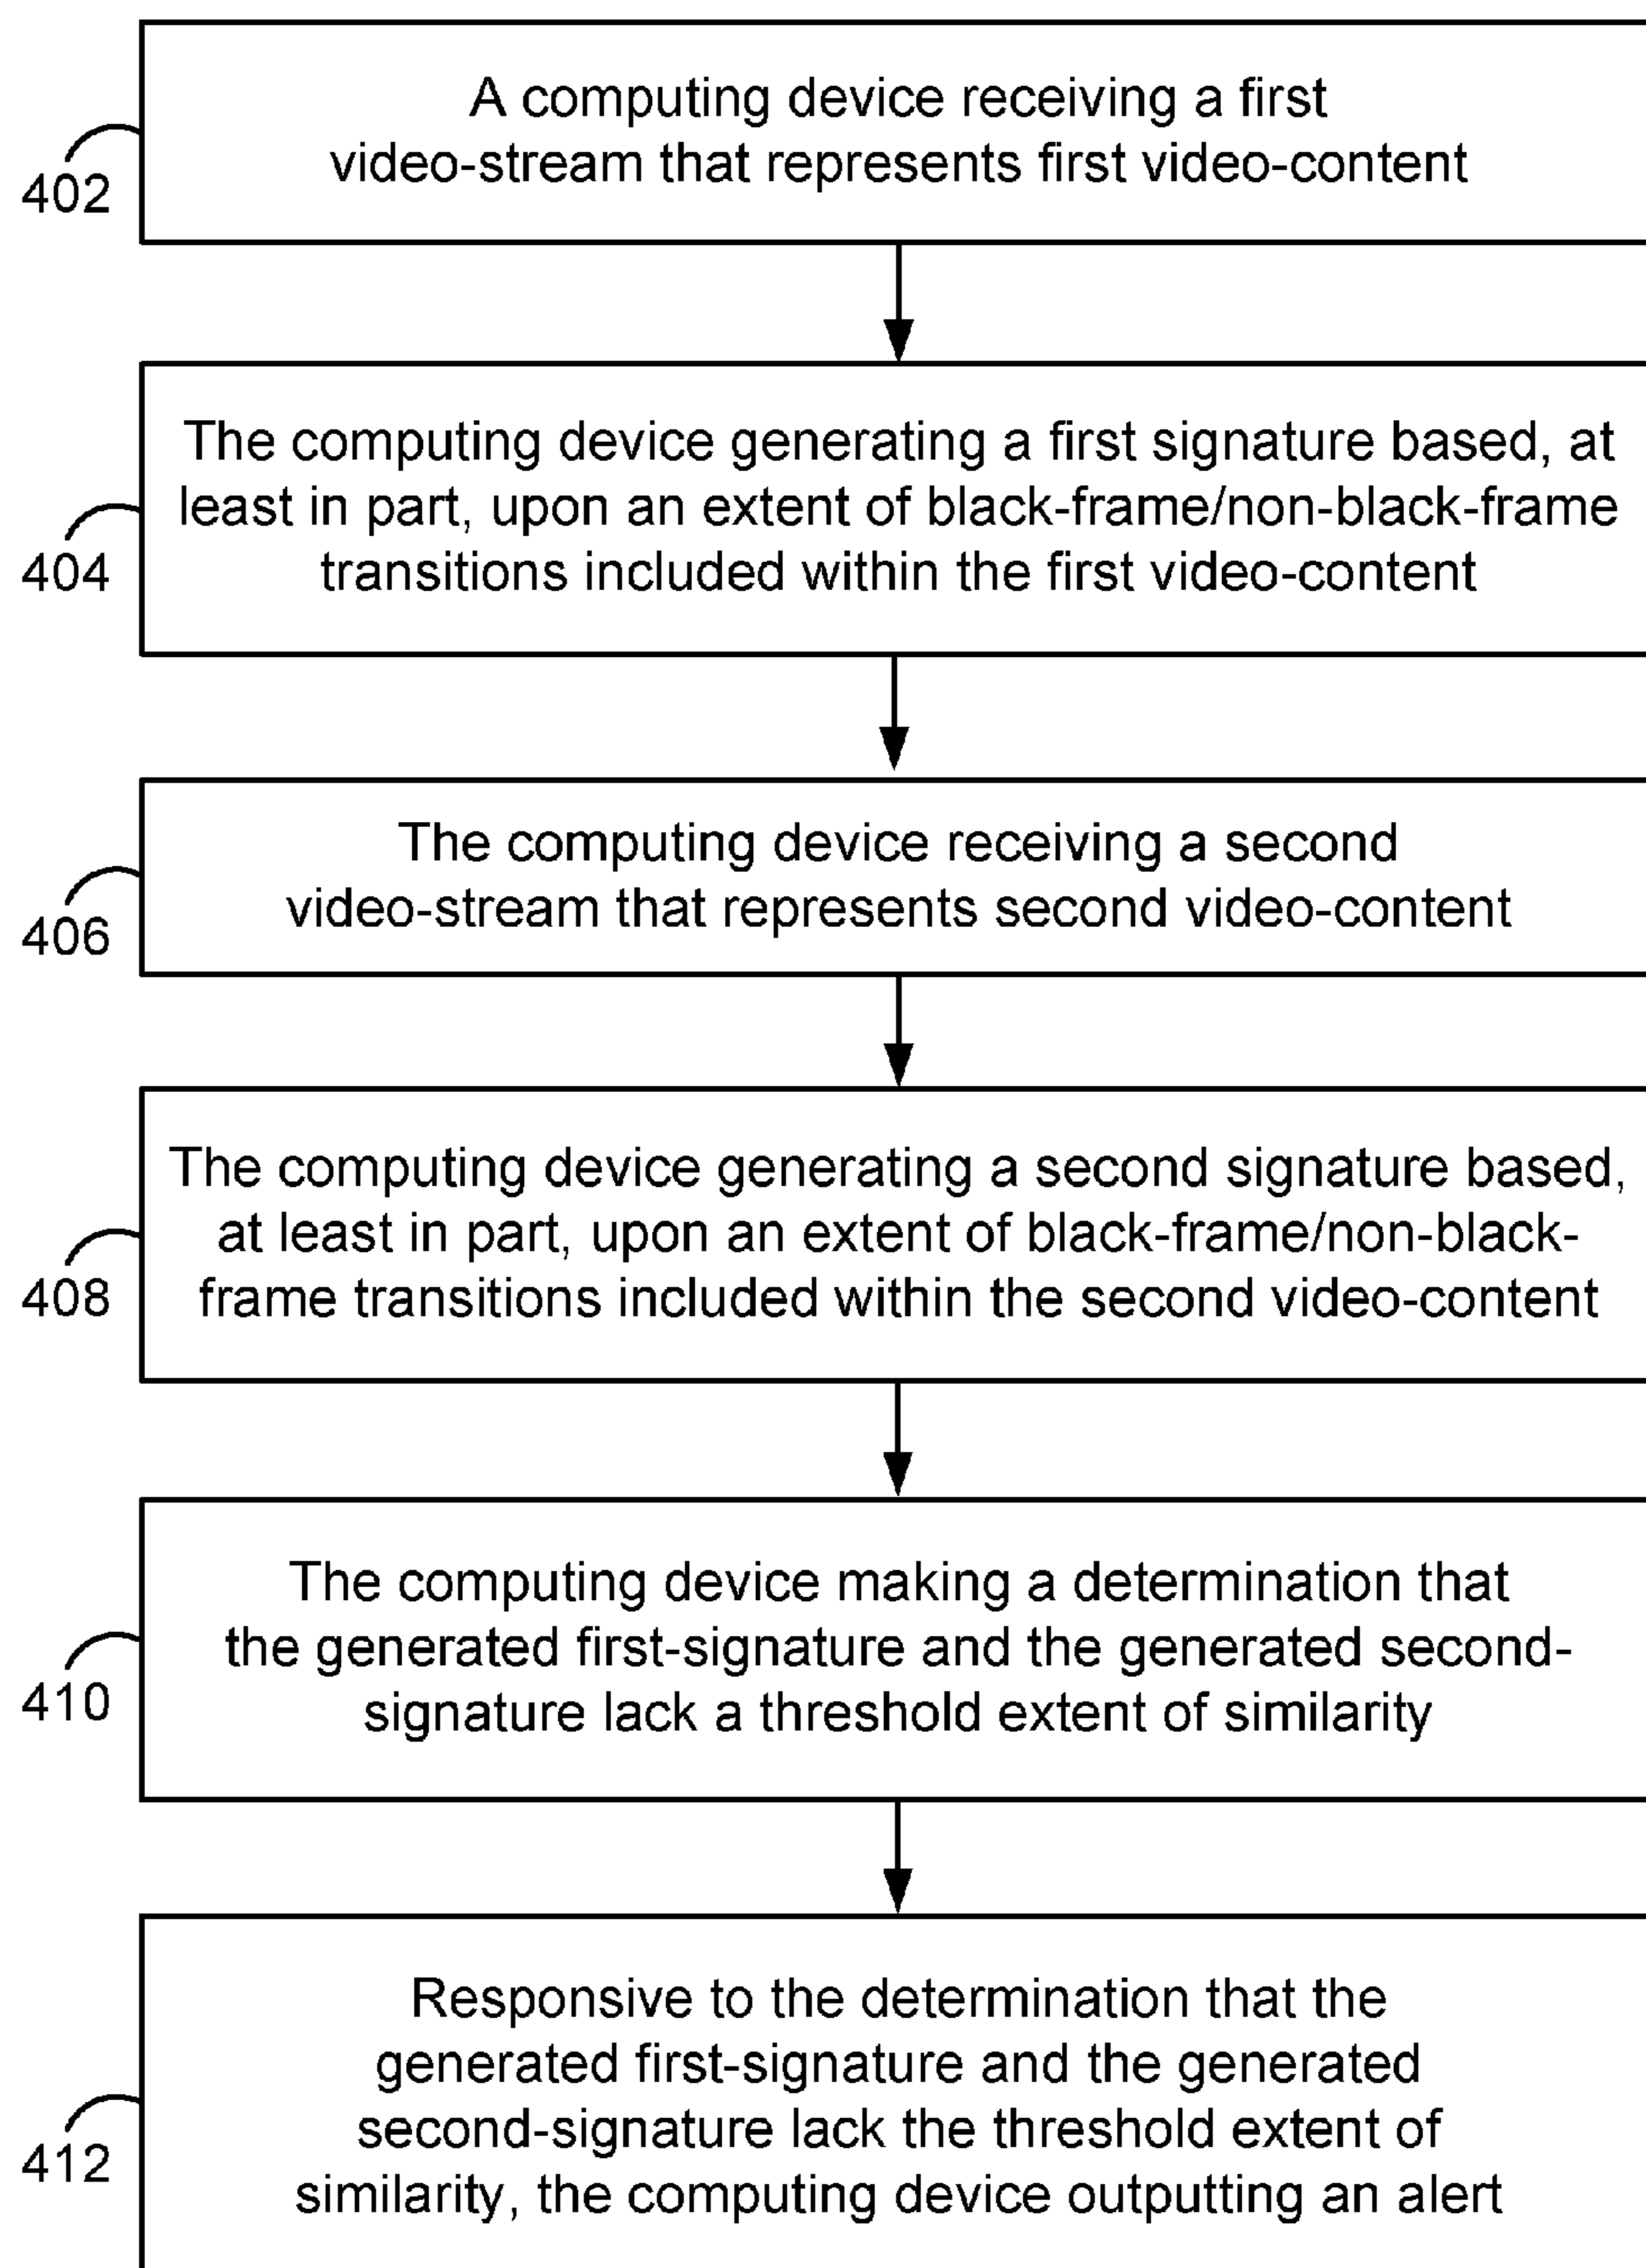 A computing device receiving a first
video-stream that represents first video-content
402
The computing device generating a first signature based, at
least in part, upon an extent of black-frame/non-black-frame
transitions included within the first video-content
404
The computing device receiving a second
video-stream that represents second video-content
406
The computing device generating a second signature based,
at least in part, upon an extent of black-frame/non-black-
frame transitions included within the second video-content
408
The computing device making a determination that
the generated first-signature and the generated second-
signature lack a threshold extent of similarity
410
Responsive to the determination that the
generated first-signature and the generated
second-signature lack the threshold extent of
similarity, the computing device outputting an alert
412